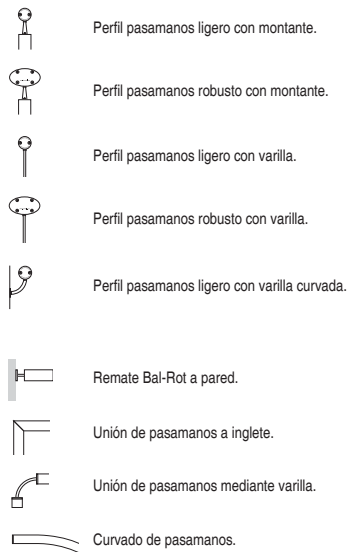 Perfil pasamanos ligero con montante.
Perfil pasamanos robusto con montante.
Perfil pasamanos ligero con varilla.
Perfil pasamanos robusto con varilla.
Perfil pasamanos ligero con varilla curvada.
Remate Bal-Rot a pared.
Unión de pasamanos a inglete.
Unión de pasamanos mediante varilla.
Curvado de pasamanos.